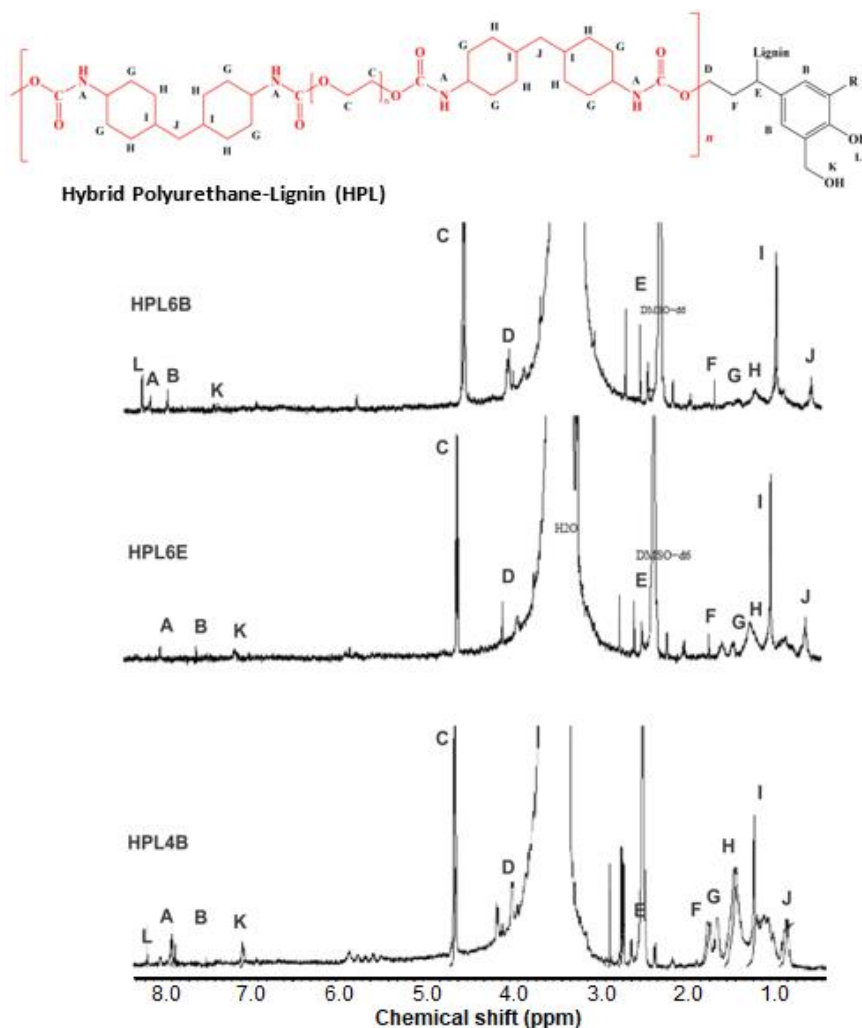 H H
O G I J I G O Lignin
H G G H O C A A D B R
O C N H I I H N C O O C O C N N C O F E
A H A C n H H H H O B OH
O G I J I G O G G n L
H H K
OH
Hybrid Polyurethane-Lignin (HPL)
C
I
HPL6B
E
DMSO-d6
D
L A B K F G H J
C
I
HPL6E
H2O
DMSO-d6
D E
A B K F G H J
C
I
HPL4B
H
D
L A B K E F G J
8.0 7.0 6.0 5.0 4.0 3.0 2.0 1.0
Chemical shift (ppm)